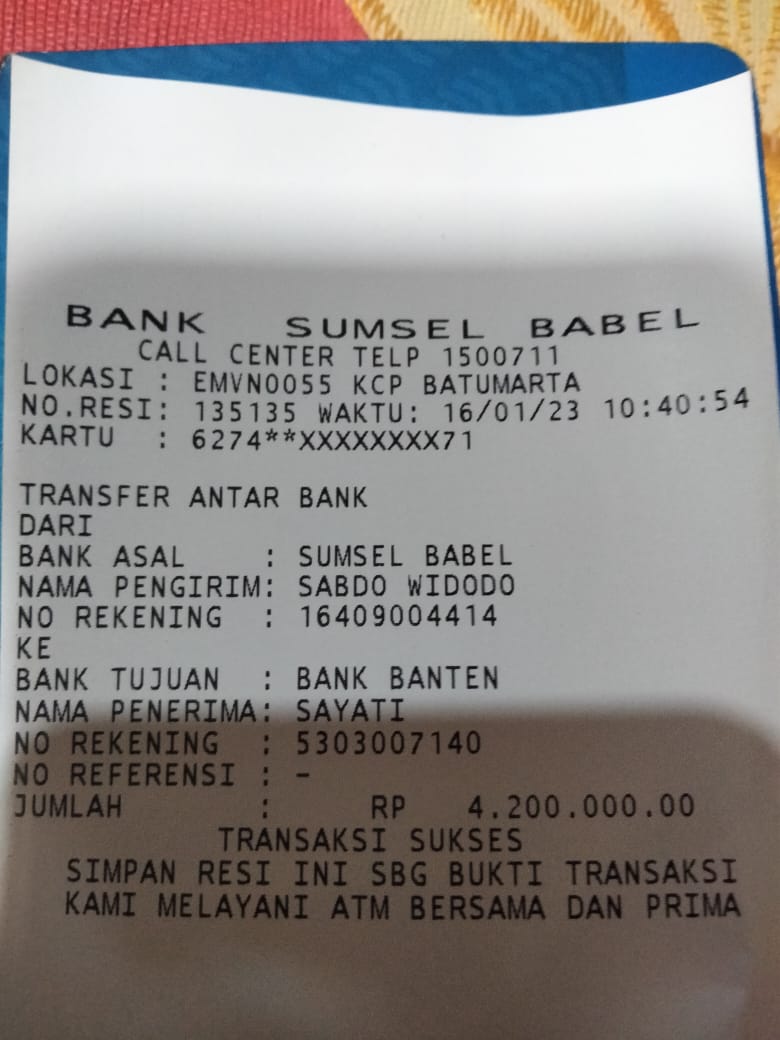 BANK SUMSEL BABEL
CALL CENTER TELP 1500711
LOKASI : EMVN0055 KCP BATUMARTA
NO.RESI: 135135 WAKTU: 16/01/23 10:40:54
KARTU : 6274**XXXXXXXXX71
TRANSFER ANTAR BANK
DARI
BANK ASAL : SUMSEL BABEL
NAMA PENGIRIM: SABDO WIDODO
NO REKENING : 16409004414
KE
BANK TUJUAN : BANK BANTEN
NAMA PENERIMA: SAYATI
NO REKENING : 5303007140
NO REFERENSI : -
JUMLAH : RP 4.200.000.00
TRANSAKSI SUKSES
SIMPAN RESI INI SBG BUKTI TRANSAKSI
KAMI MELAYANI ATM BERSAMA DAN PRIMA